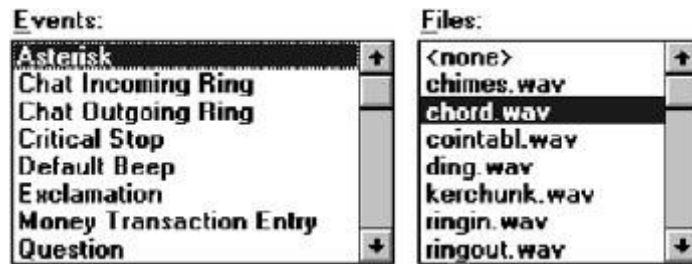 Events:
Asterisk
Chat Incoming Ring
Chat Outgoing Ring
Critical Stop
Default Beep
Exclamation
Money Transaction Entry
Question
Files:
<none>
chimes.wav
chord.wav
cointabl.wav
ding.wav
kerchunk.wav
ringin.wav
ringout.wav